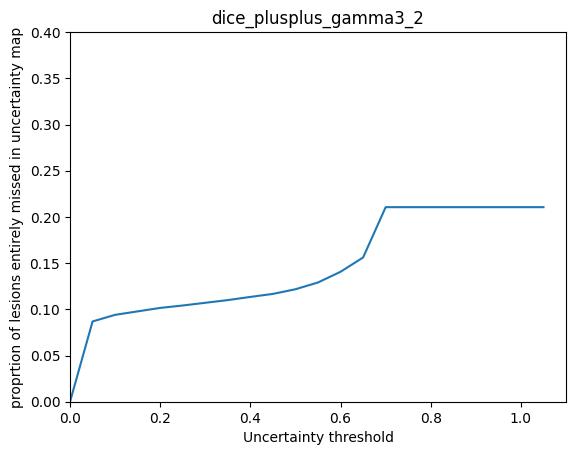 dice_plusplus_gamma3_2
proprtion of lesions entirely missed in uncertainty map
0.40
0.35
0.30
0.25
0.20
0.15
0.10
0.05
0.00
0.0 0.2 0.4 0.6 0.8 1.0
Uncertainty threshold